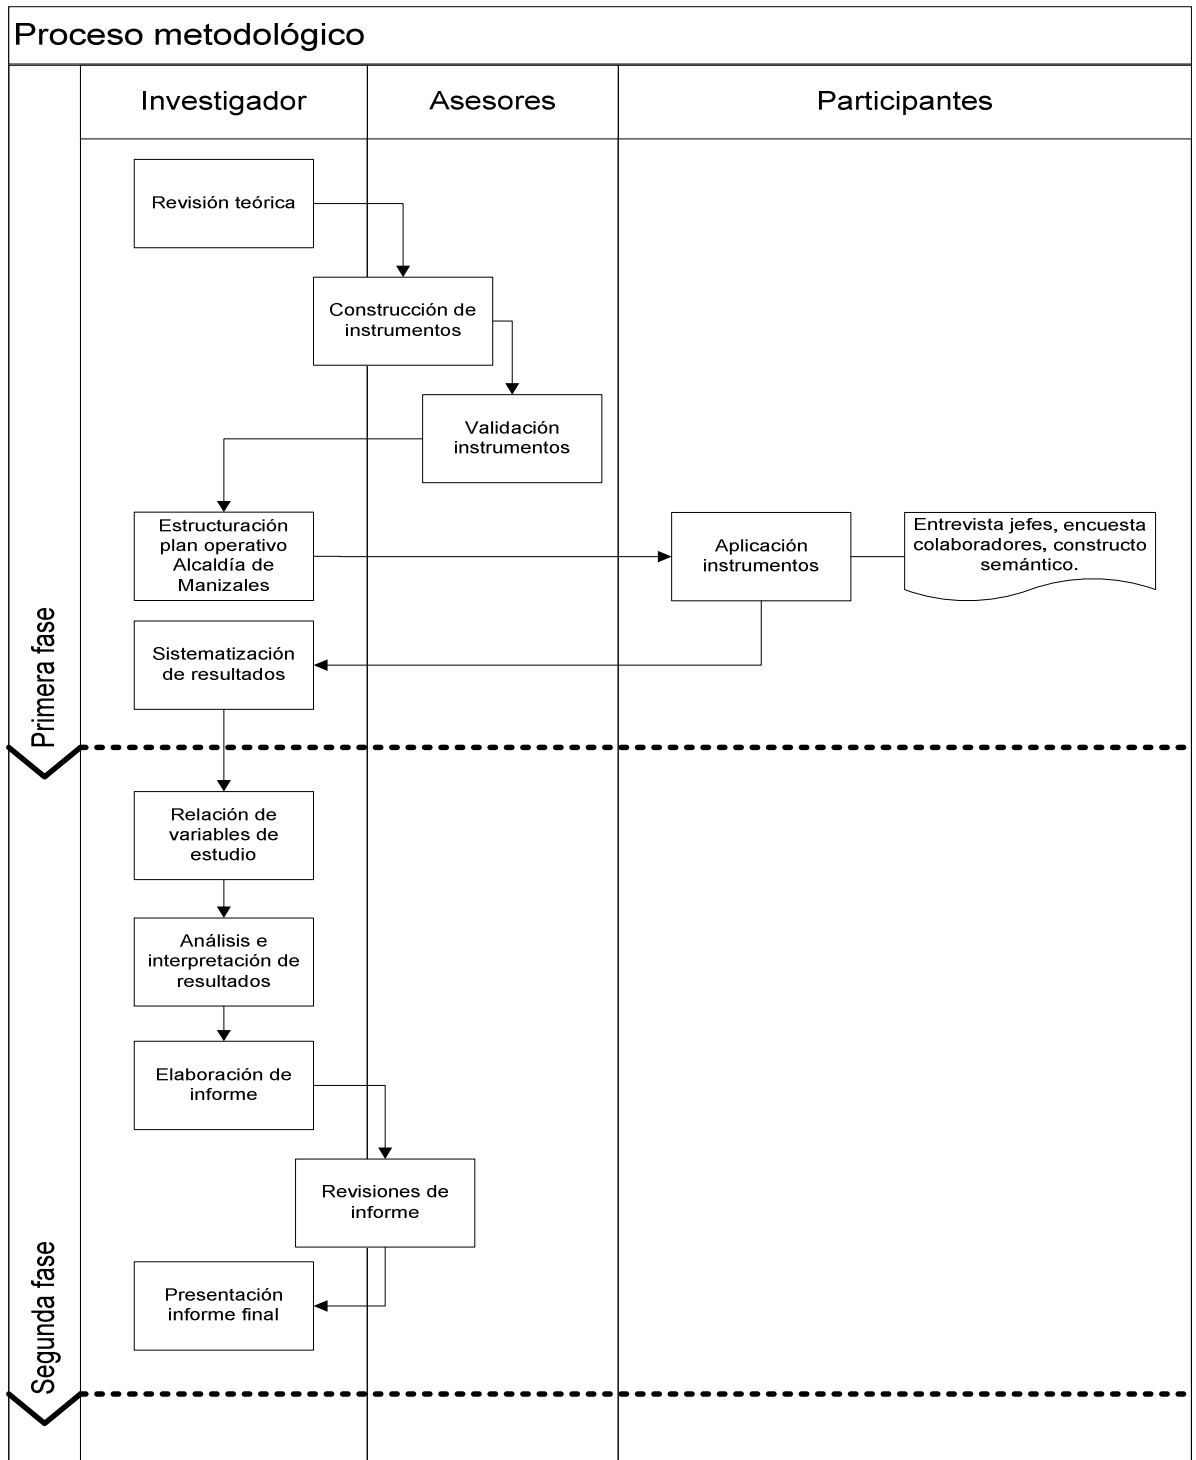 Proceso metodológico
Investigador
Asesores
Participantes
Primera fase
Revisión teórica
Construcción de
instrumentos
Validación
instrumentos
Estructuración
plan operativo
Alcaldía de
Manizales
Aplicación
instrumentos
Entrevista jefes, encuesta
colaboradores, constructo
semántico.
Sistematización
de resultados
Segunda fase
Relación de
variables de
estudio
Análisis e
interpretación de
resultados
Elaboración de
informe
Revisiones de
informe
Presentación
informe final